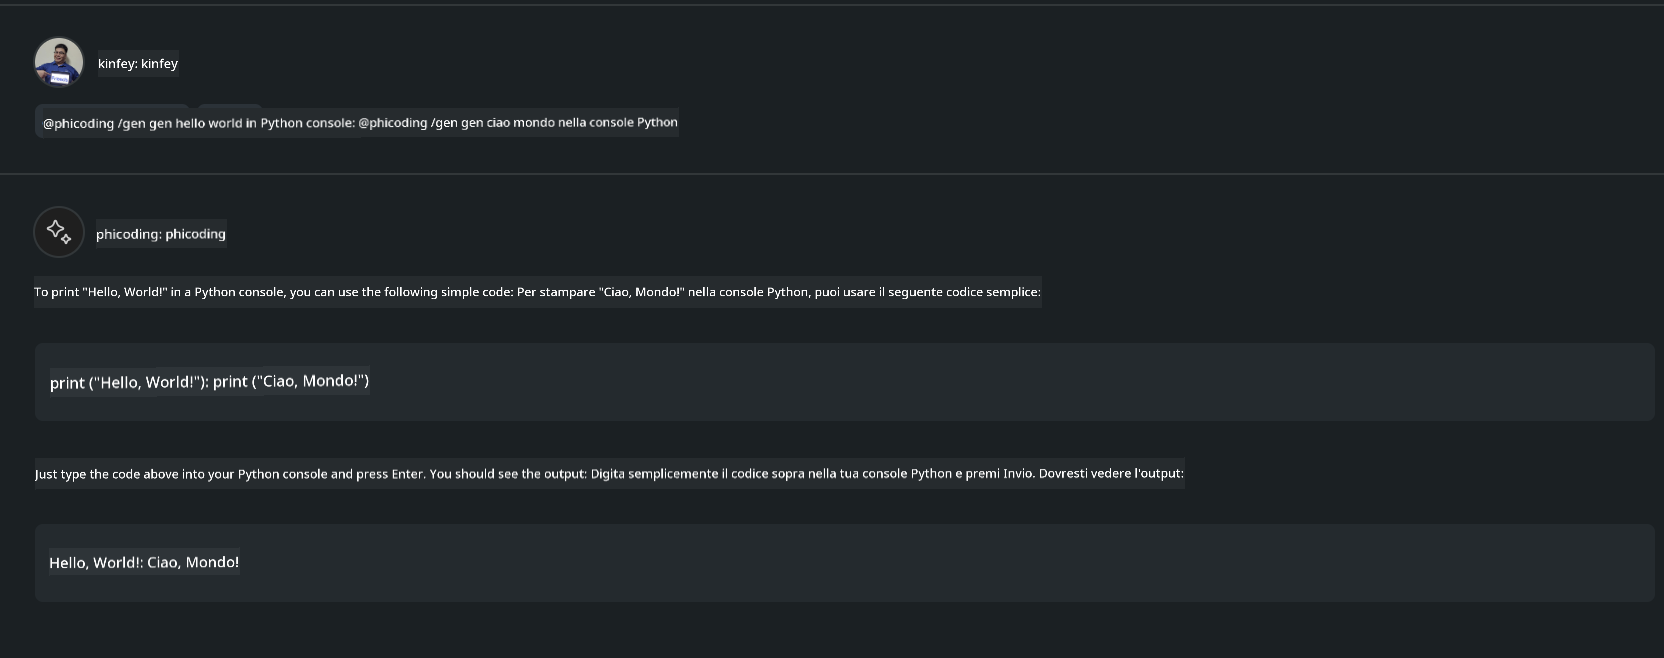 kinfey: kinfey
@phicoding /gen gen hello world in Python console: @phicoding /gen gen ciao mondo nella console Python
phicoding: phicoding
To print "Hello, World!" in a Python console, you can use the following simple code: Per stampare "Ciao, Mondo!" nella console Python, puoi usare il seguente codice semplice:
print ("Hello, World!"): print ("Ciao, Mondo!")
Just type the code above into your Python console and press Enter. You should see the output: Digita semplicemente il codice sopra nella tua console Python e premi Invio. Dovresti vedere l'output:
Hello, World!: Ciao, Mondo!